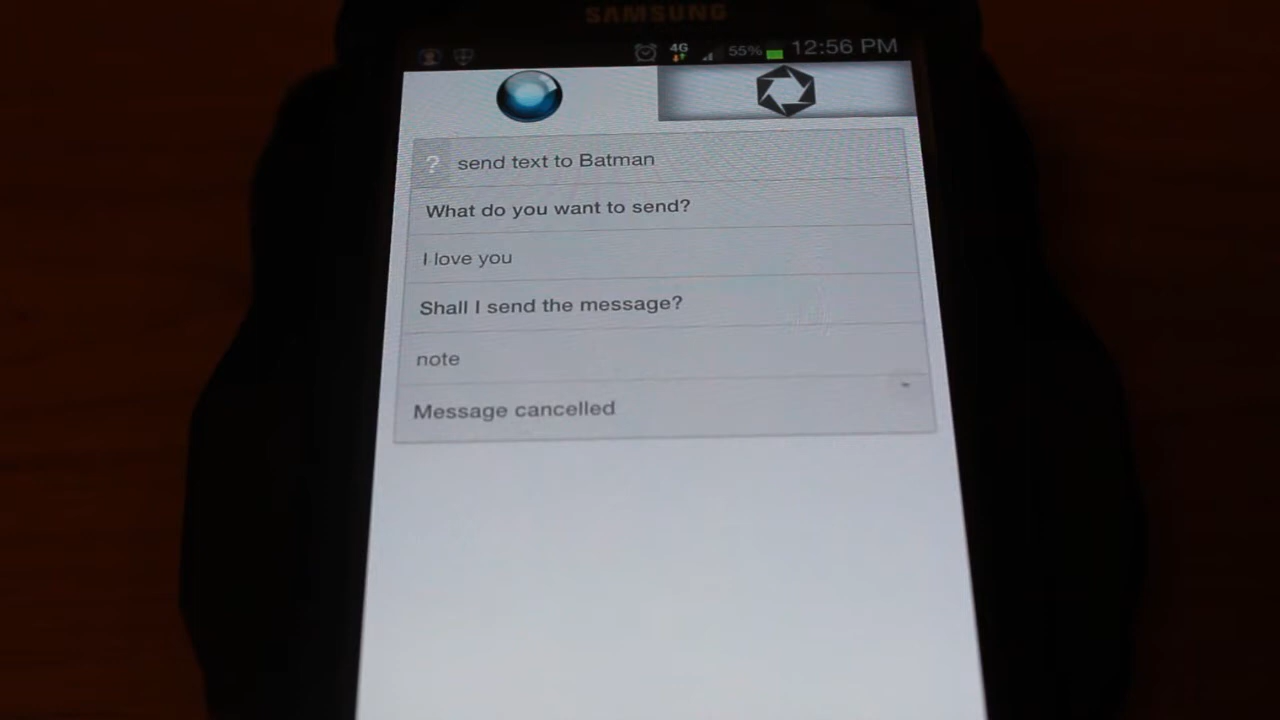 SAMSUNG
4G 55% 12:56 PM
? send text to Batman
What do you want to send?
I love you
Shall I send the message?
note
Message cancelled